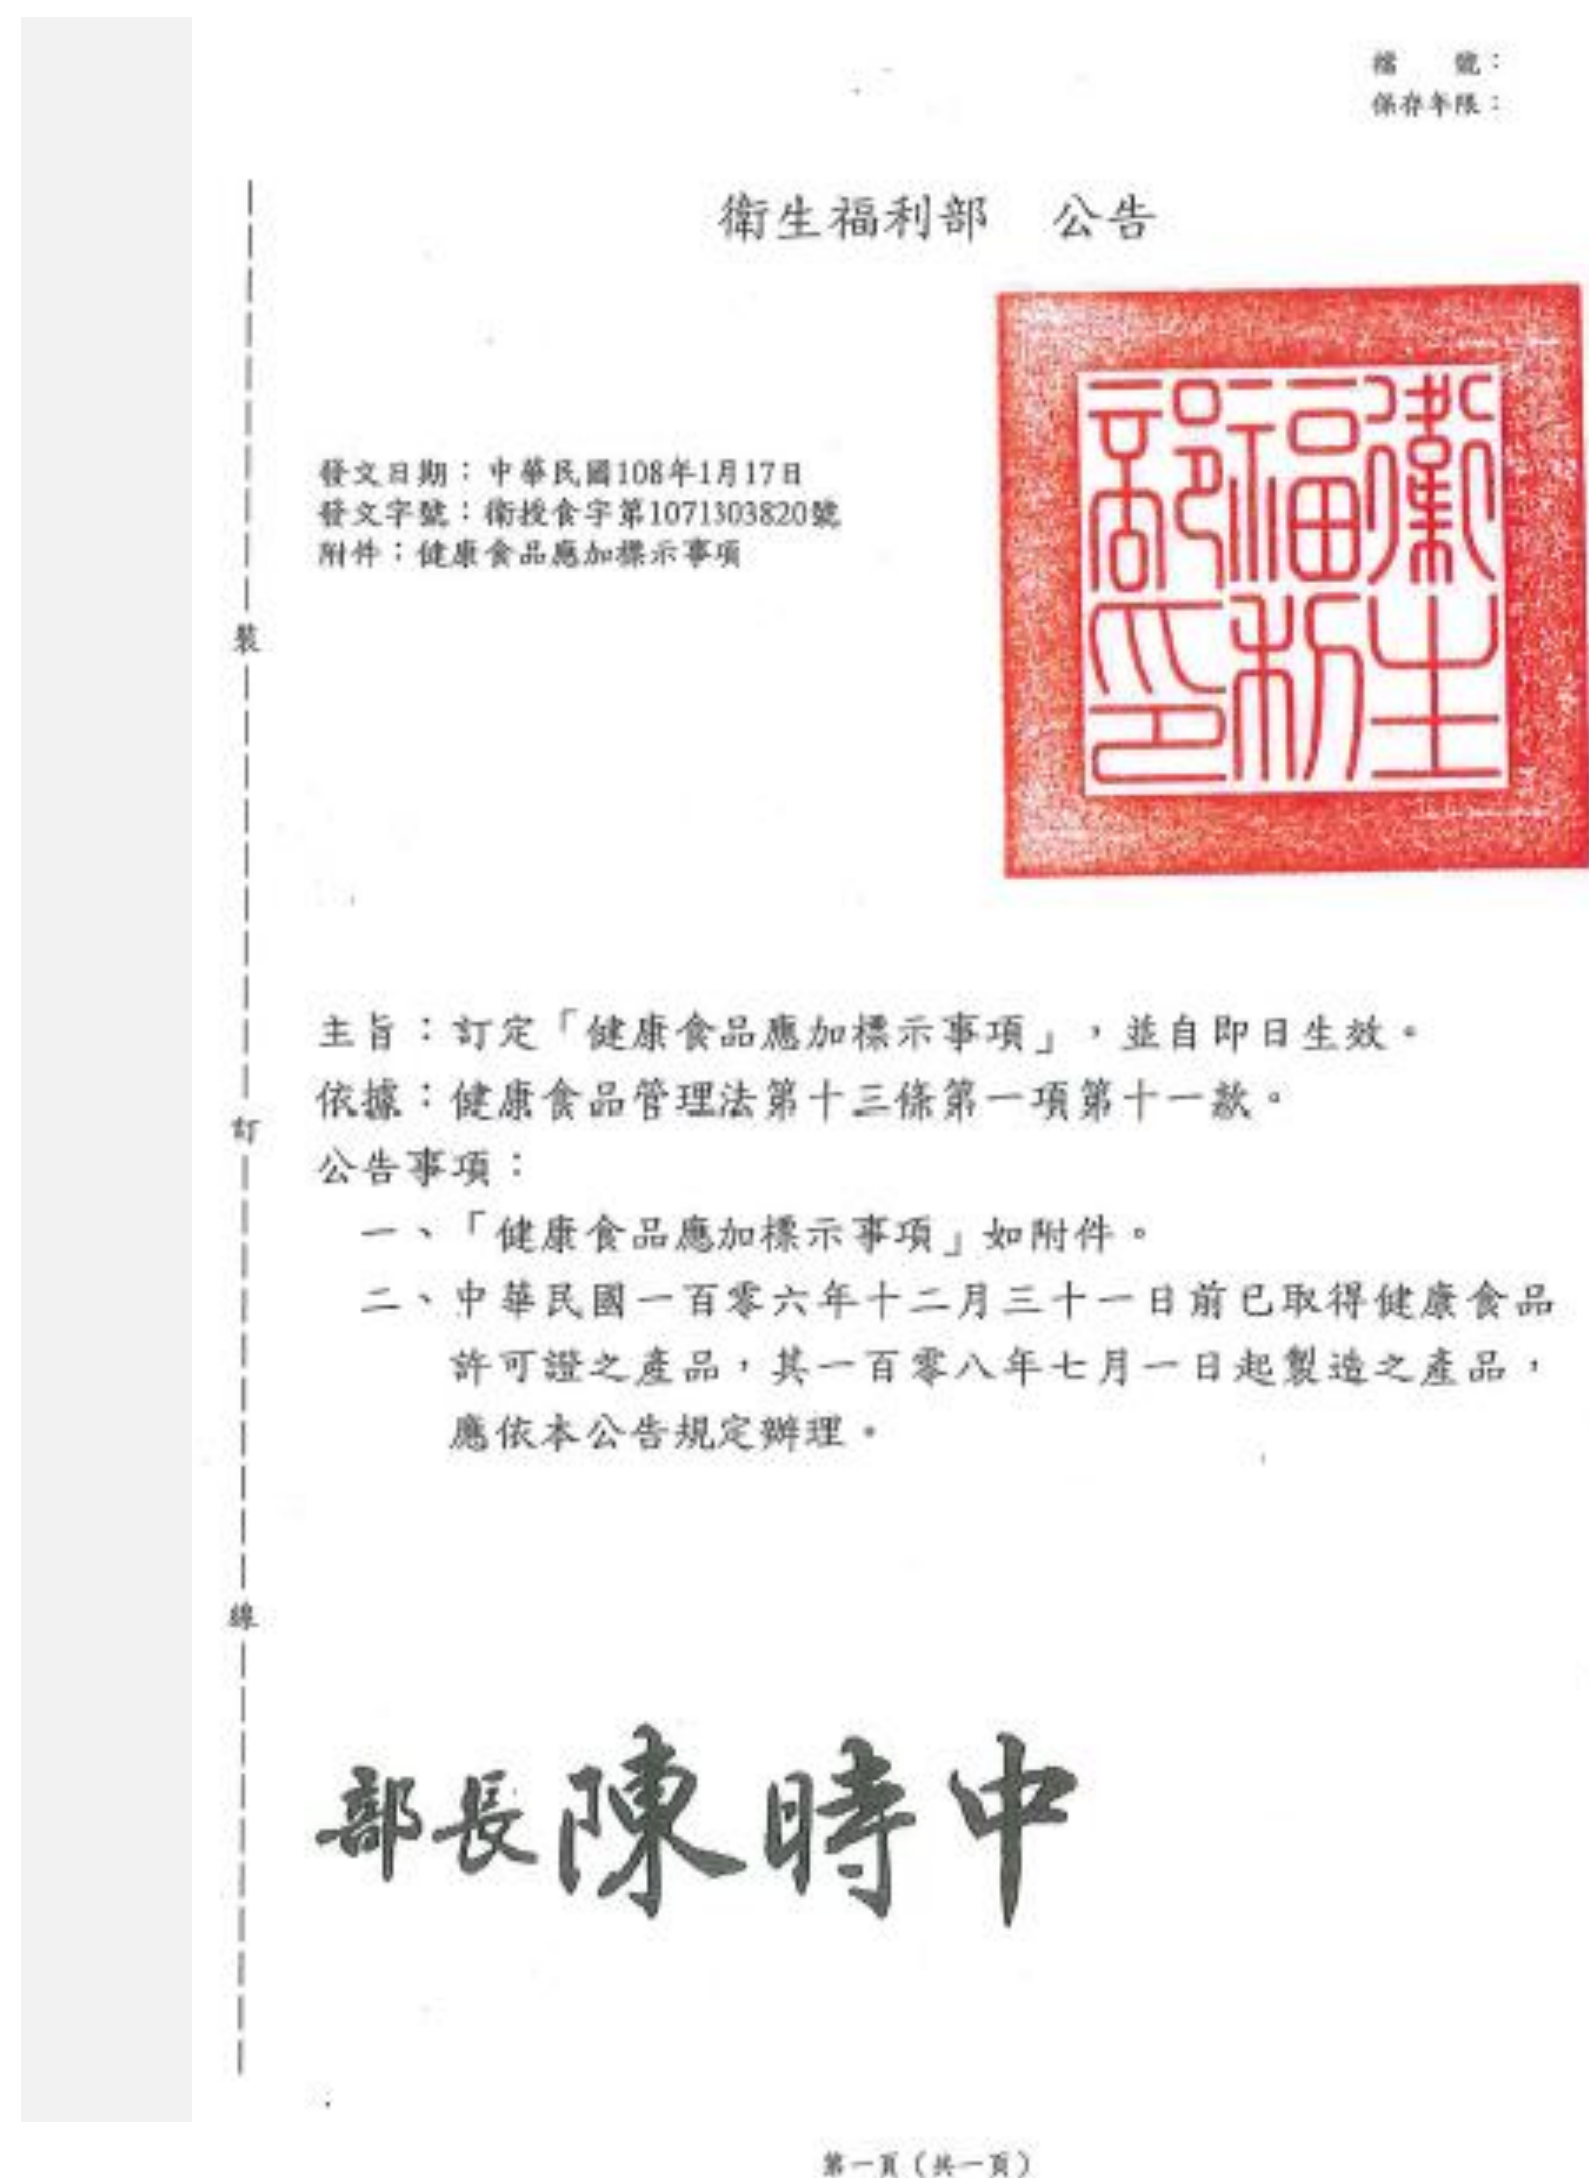 檔　　號：
保存年限：
衛生福利部　公告
衛生福利部印
發文日期：中華民國108年1月17日
發文字號：衛授食字第1071303820號
附件：健康食品應加標示事項
裝
主旨：訂定「健康食品應加標示事項」，並自即日生效。
依據：健康食品管理法第十三條第一項第十一款。
訂
公告事項：
一、「健康食品應加標示事項」如附件。
二、中華民國一百零六年十二月三十一日前已取得健康食品
許可證之產品，其一百零八年七月一日起製造之產品，
應依本公告規定辦理。
線
部長陳時中
第一頁（共一頁）